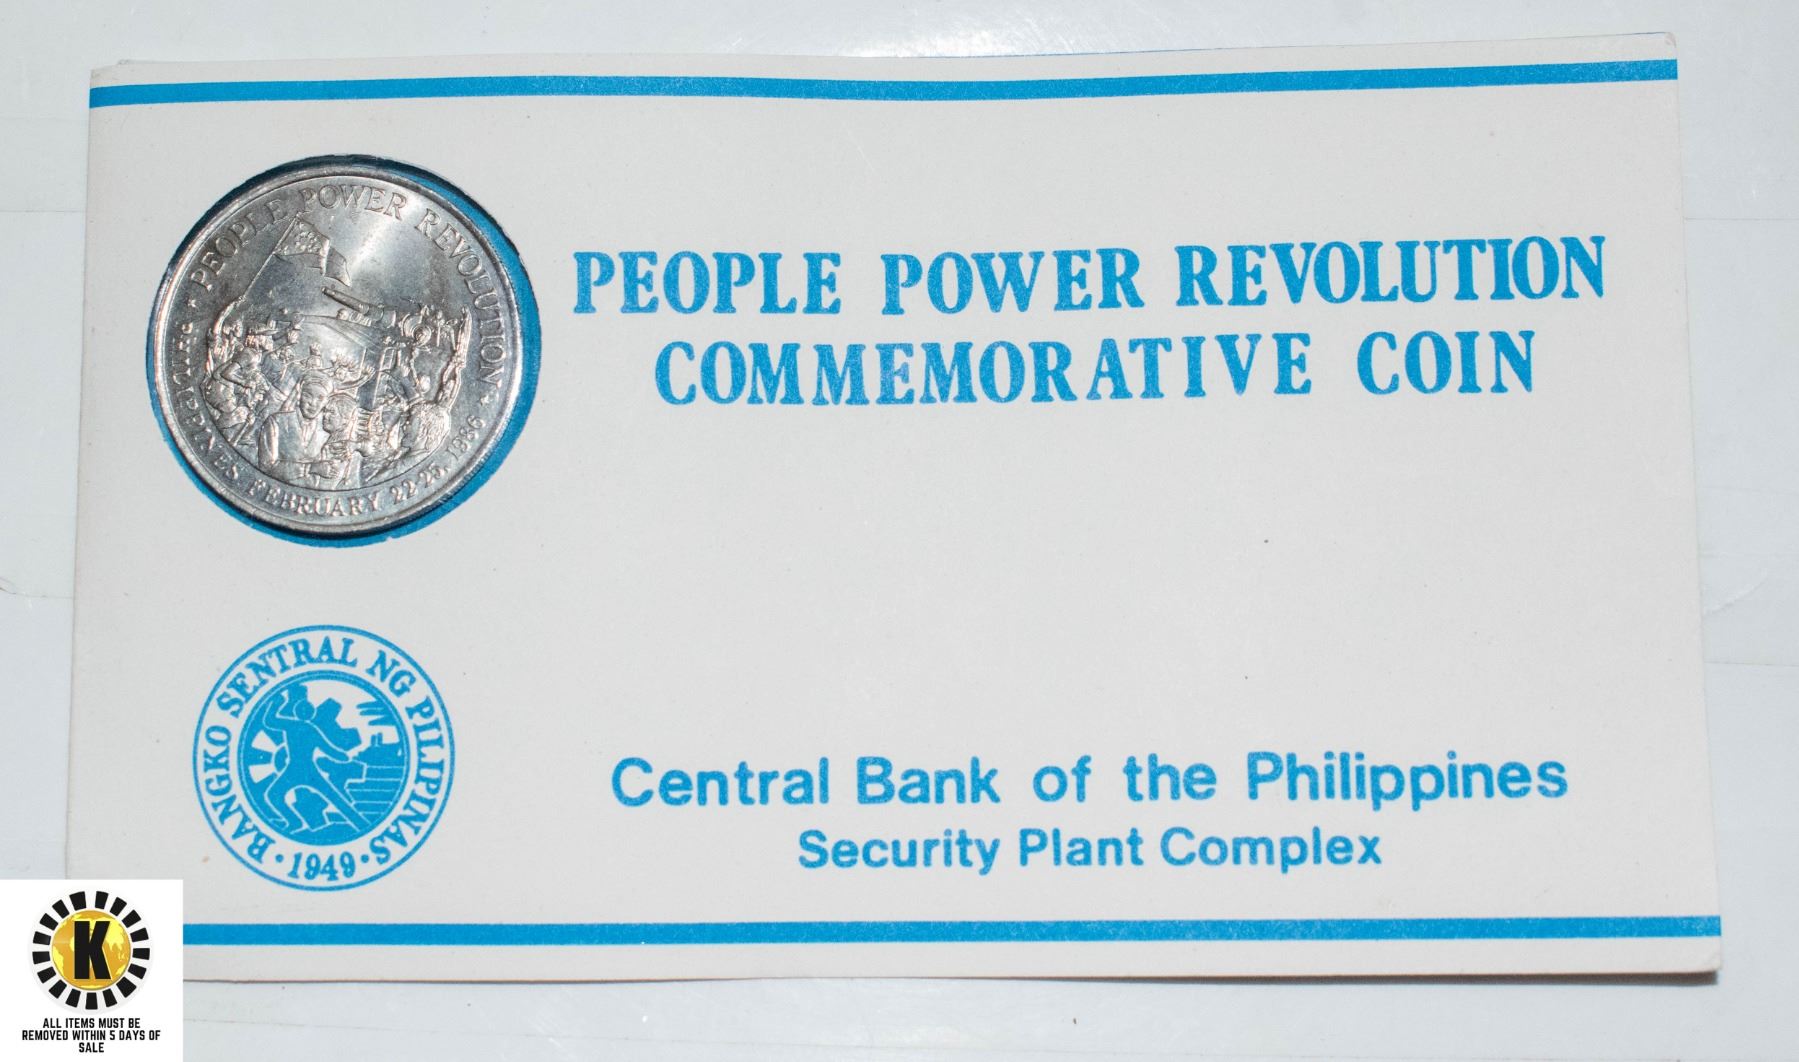 PEOPLE POWER REVOLUTION
PHILIPPINES FEBRUARY 22-25, 1986
PEOPLE POWER REVOLUTION
COMMEMORATIVE COIN
BANGKO SENTRAL NG PILIPINAS
1949
Central Bank of the Philippines
Security Plant Complex
K
ALL ITEMS MUST BE
REMOVED WITHIN 5 DAYS OF
SALE